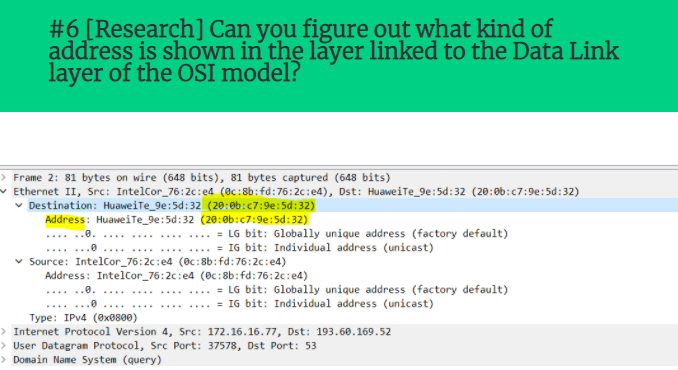 #6 [Research] Can you figure out what kind of
address is shown in the layer linked to the Data Link
layer of the OSI model?
Frame 2: 81 bytes on wire (648 bits), 81 bytes captured (648 bits)
Ethernet II, Src: IntelCor_76:2c:e4 (0c:8b:fd:76:2c:e4), Dst: HuaweiTe_9e:5d:32 (20:0b:c7:9e:5d:32)
Destination: HuaweiTe_9e:5d:32 (20:0b:c7:9e:5d:32)
Address: HuaweiTe_9e:5d:32 (20:0b:c7:9e:5d:32)
.... ..0. .... .... .... .... = LG bit: Globally unique address (factory default)
.... ...0 .... .... .... .... = IG bit: Individual address (unicast)
Source: IntelCor_76:2c:e4 (0c:8b:fd:76:2c:e4)
Address: IntelCor_76:2c:e4 (0c:8b:fd:76:2c:e4)
.... ..0. .... .... .... .... = LG bit: Globally unique address (factory default)
.... ...0 .... .... .... .... = IG bit: Individual address (unicast)
Type: IPv4 (0x0800)
Internet Protocol Version 4, Src: 172.16.16.77, Dst: 193.60.169.52
User Datagram Protocol, Src Port: 37578, Dst Port: 53
Domain Name System (query)